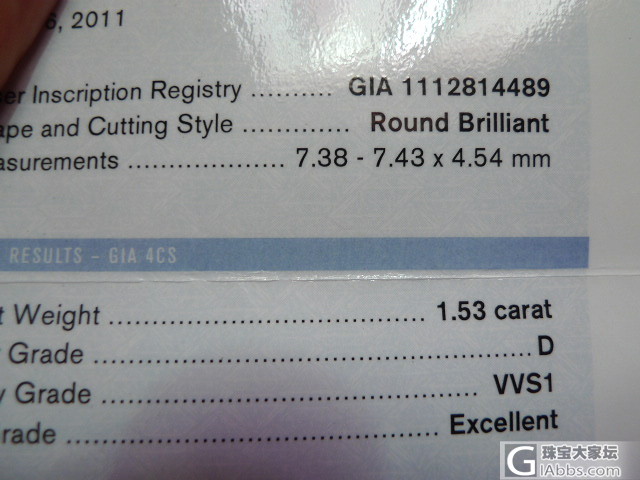 6, 2011
er Inscription Registry .......... GIA 1112814489
ape and Cutting Style ............. Round Brilliant
asurements .................... 7.38 - 7.43 x 4.54 mm
RESULTS – GIA 4CS
t Weight ...................................... 1.53 carat
Grade ..................................................... D
y Grade .............................................. VVS1
rade ............................................. Excellent
G 珠宝大家坛
GIabbs.com